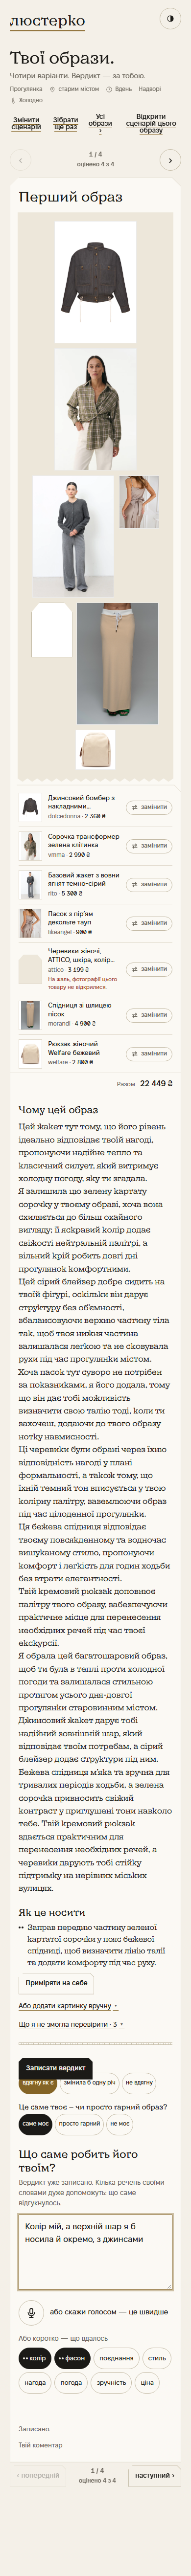 люстерко
Твої образи.
Чотири варіанти. Вердикт — за тобою.
Прогулянка старим містом Вдень Надворі
Холодно
Змінити сценарій
Зібрати ще раз
Усі образи ›
Відкрити сценарій цього образу
‹
1 / 4
оцінено 4 з 4
›
Перший образ
Джинсовий бомбер з накладними…
dolcedonna · 2 360 ₴
замінити
Сорочка трансформер зелена клітинка
vmma · 2 990 ₴
замінити
Базовий жакет з вовни ягнят темно-сірий
rito · 5 300 ₴
замінити
Пасок з пір'ям декольте тауп
likeangel · 900 ₴
замінити
Черевики жіночі, ATTICO, шкіра, колір…
attico · 3 199 ₴
На жаль, фотографії цього товару не відкрилися.
замінити
Спідниця зі шлицею пісок
morandi · 4 900 ₴
замінити
Рюкзак жіночий Welfare бежевий
welfare · 2 800 ₴
замінити
Разом 22 449 ₴
Чому цей образ
Цей жакет тут тому, що його рівень
ідеально відповідає твоїй нагоді,
пропонуючи надійне тепло та
класичний силует, який витримує
холодну погоду, яку ти згадала.
Я залишила цю зелену картату
сорочку у твоєму образі, хоча вона
схиляється до більш охайного
вигляду; її яскравий колір додає
свіжості нейтральній палітрі, а
вільний крій робить довгі дні
прогулянок комфортними.
Цей сірий блейзер добре сидить на
твоїй фігурі, оскільки він дарує
структуру без об'ємності,
збалансовуючи верхню частину тіла
так, щоб твоя нижня частина
залишалася легкою та не сковувала
рухи під час прогулянки містом.
Хоча пасок тут суворо не потрібен
за показниками, я його додала, тому
що він дає тобі можливість
визначити свою талію тоді, коли ти
захочеш, додаючи до твого образу
нотку навмисності.
Ці черевики були обрані через їхню
відповідність нагоді у плані
формальності, а також тому, що
їхній темний тон вписується у твою
потрібну палітру, заземлюючи образ
під час цілоденної прогулянки.
Ця бежева спідниця відповідає
твоєму повсякденному та водночас
вишуканому стилю, пропонуючи
комфорт і легкість для годин ходьби
без втрати елегантності.
Твій кремовий рюкзак доповнює
палітру твого образу, забезпечуючи
містке місце для перенесення
необхідних речей під час твоєї
екскурсії.
Я обрала цей багатошаровий образ,
щоб ти була в теплі проти холодної
погоди та залишалася стильною
протягом усього дня-довгої
прогулянки старовинним містом.
Джинсовий жакет дарує тобі
надійний зовнішній шар, який
відповідає твоїм потребам, а сірий
блейзер додає структури під ним.
Бежева спідниця м'яка та зручна для
тривалих періодів ходьби, а зелена
сорочка привносить свіжий
контраст у приглушені тони навколо
тебе. Твій кремовий рюкзак
здається практичним для
перенесення необхідних речей, а
черевики дарують тобі стійку
підтримку на нерівних міських
вулицях.
Як це носити
Заправ передню частину зеленої
картатої сорочки у пояс бежевої
спідниці, щоб визначити лінію талії
та додати комфорту під час руху.
Приміряти на себе
Або додати картинку вручну
Що я не змогла перевірити · 3
Записати вердикт
вдягну як є
змінила б одну річ
не вдягну
Це саме твоє — чи просто гарний образ?
саме моє
просто гарний
не моє
Що саме робить його твоїм?
Вердикт уже записано. Кілька речень своїми
словами дуже допоможуть: що саме
відгукнулось.
Колір мій, а верхній шар я б
носила й окремо, з джинсами
або скажи голосом — це швидше
Або коротко — що вдалось
колір
фасон
поєднання
стиль
нагода
погода
зручність
ціна
Записано.
Твій коментар
‹ попередній
1 / 4
оцінено 4 з 4
наступний ›